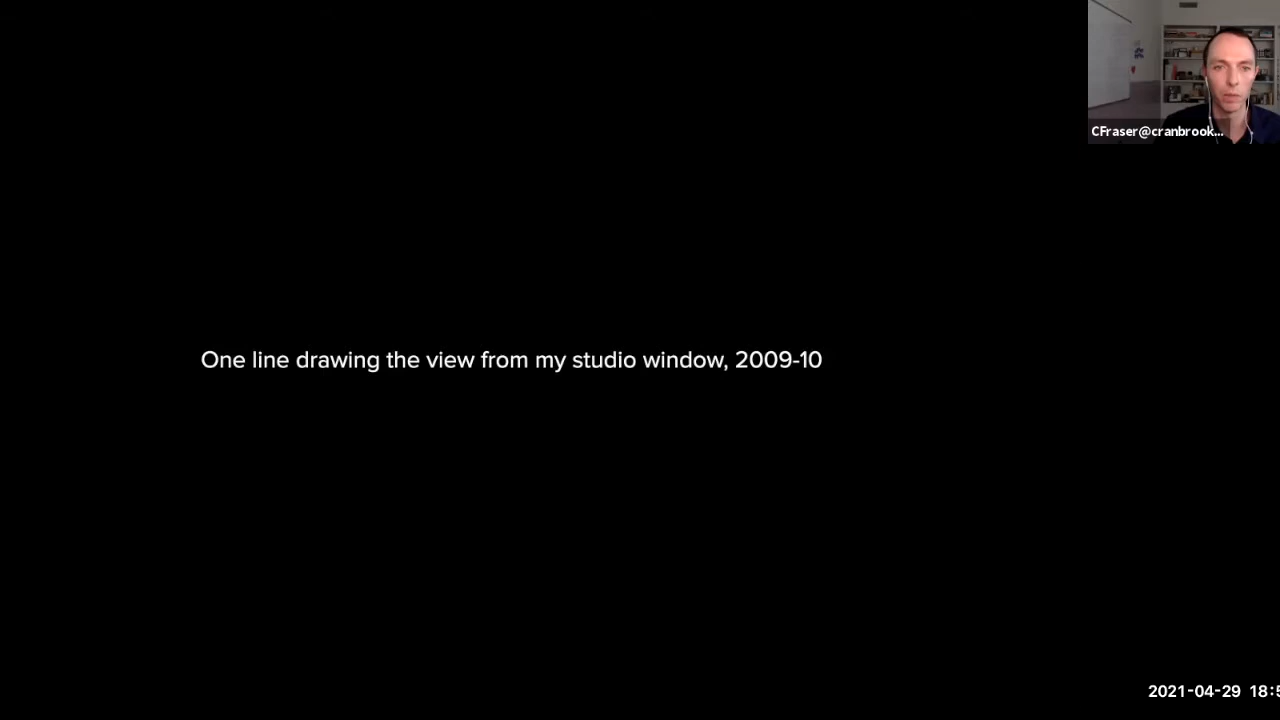 CFraser@cranbrook...
One line drawing the view from my studio window, 2009-10
2021-04-29 18:5